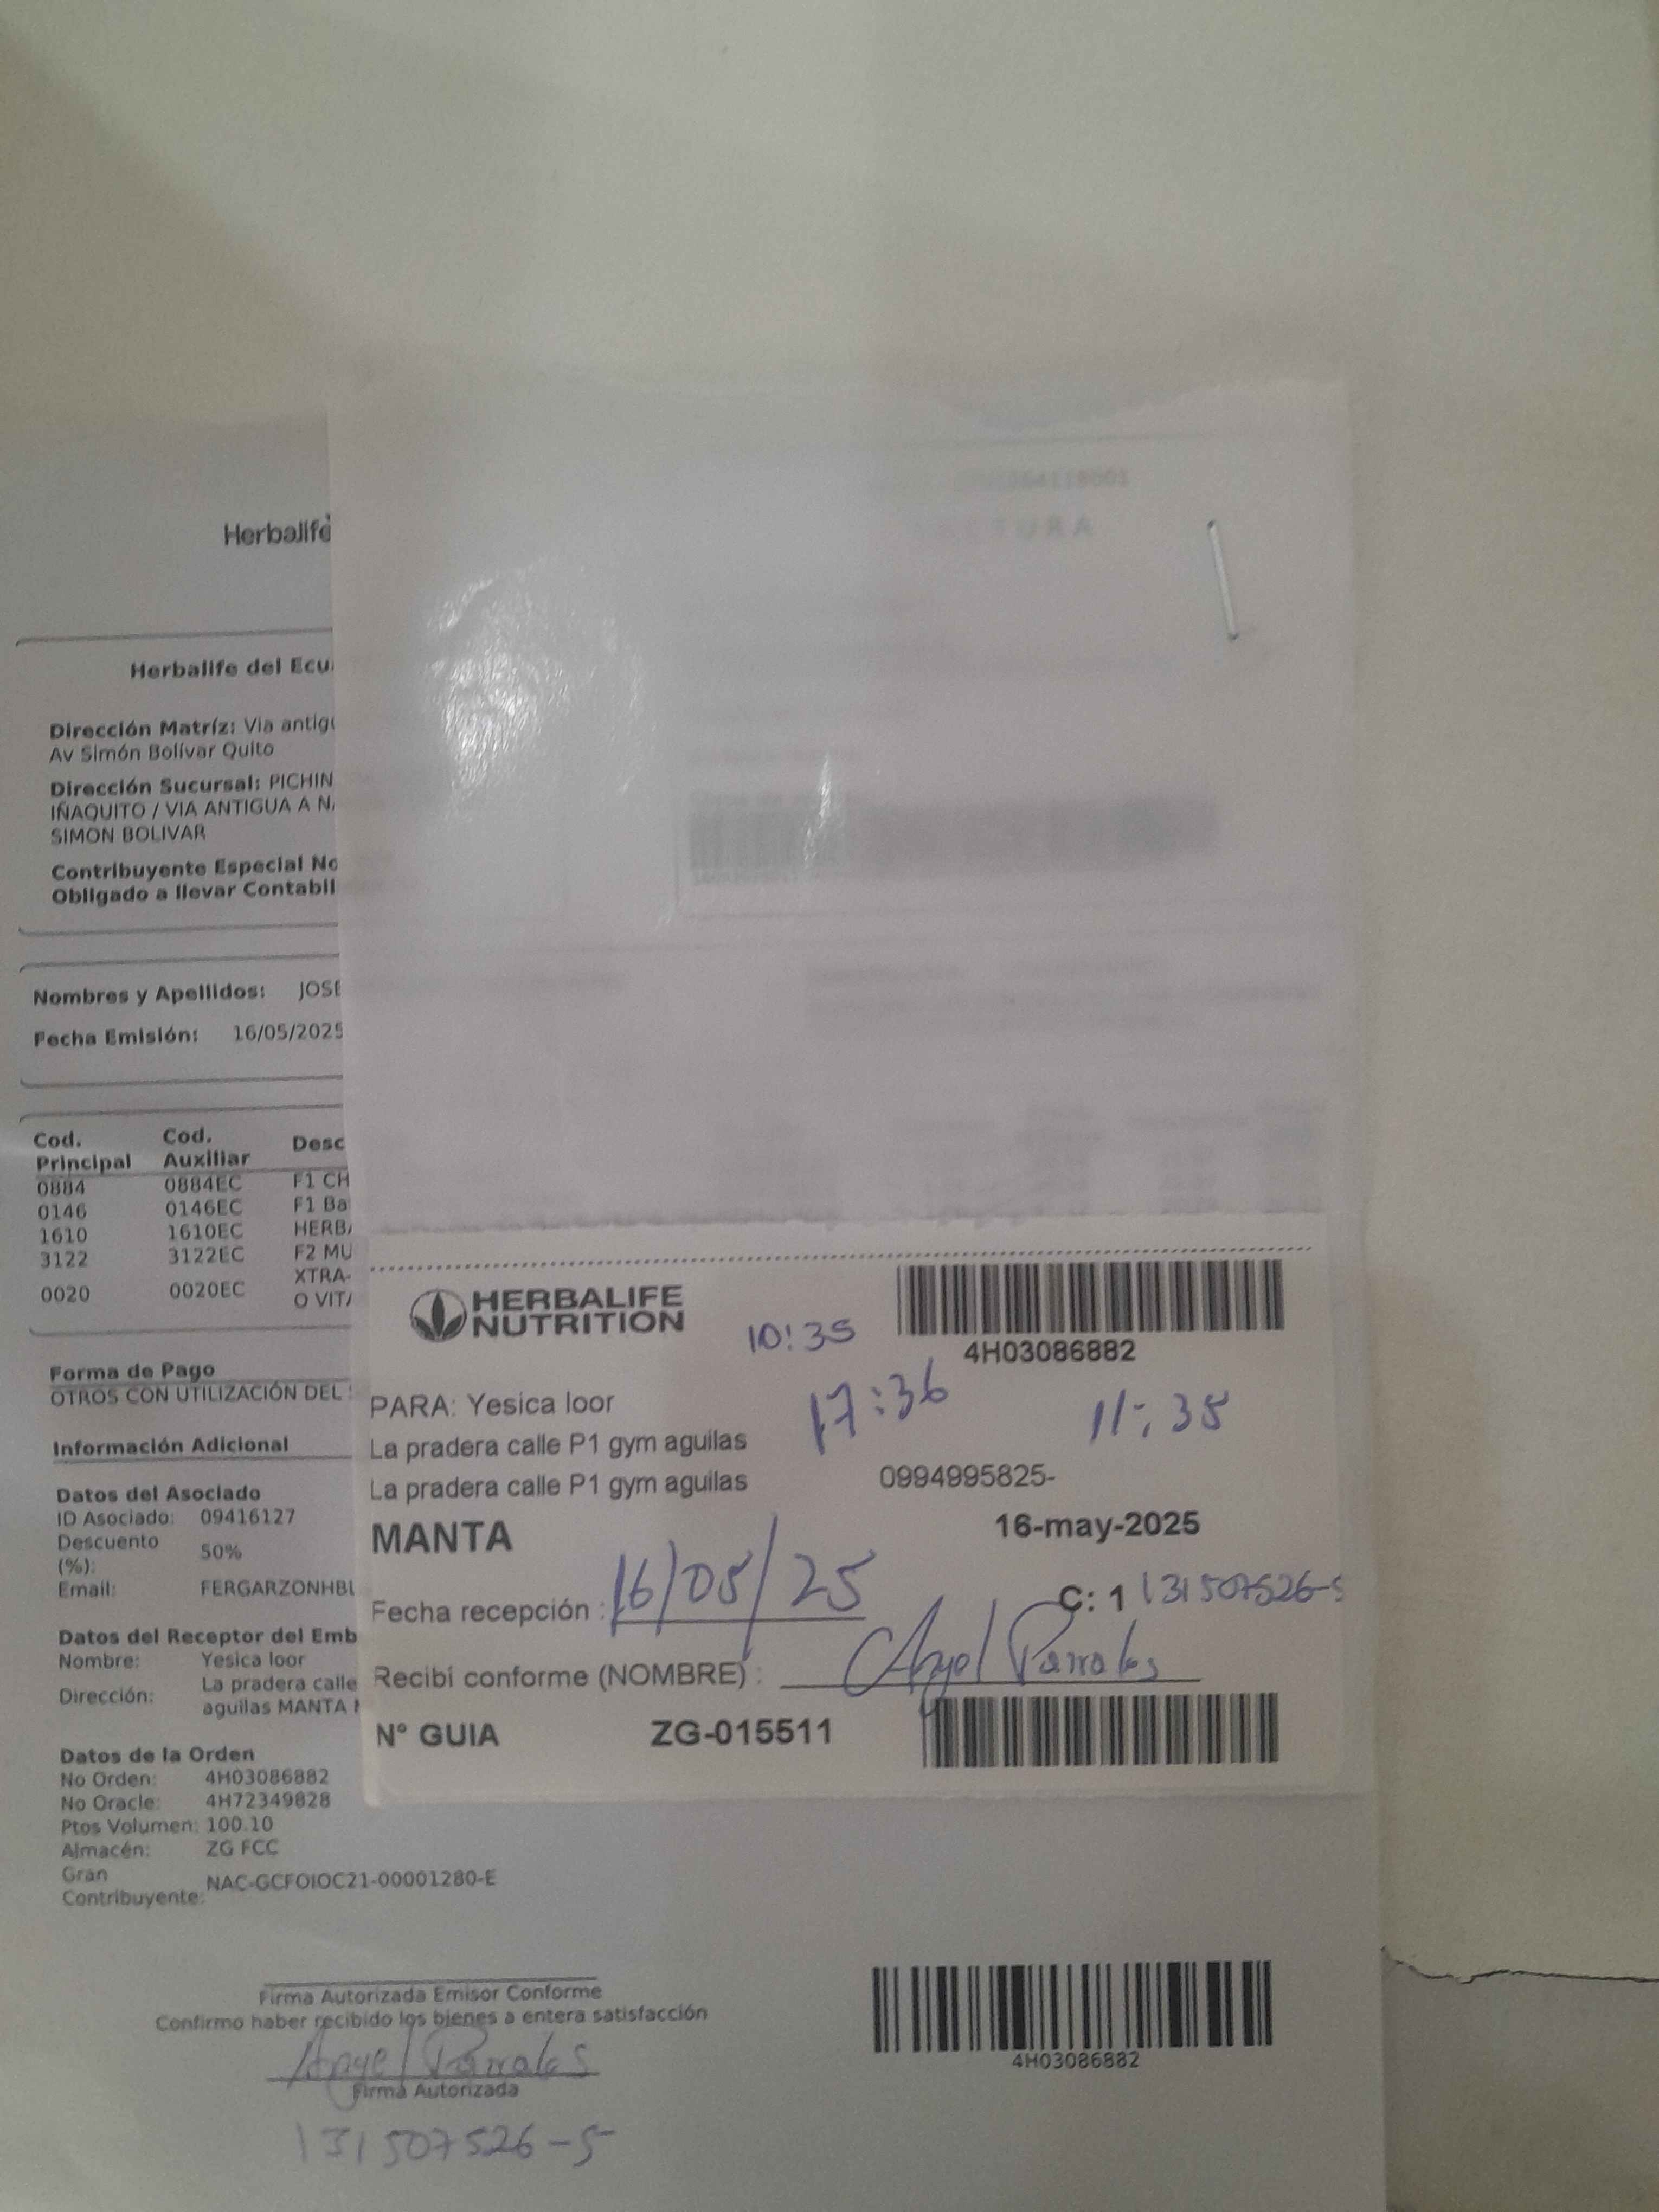 Herbalife
Herbalife del Ecu
Dirección Matríz: Via antig
Av Simón Bolívar Quito
Dirección Sucursal: PICHIN
IÑAQUITO / VIA ANTIGUA A N
SIMON BOLIVAR
Contribuyente Especial No
Obligado a llevar Contabil
Nombres y Apellidos: JOSE
Fecha Emisión: 16/05/2025
Cod. Principal Cod. Auxiliar Desc
0884 0884EC F1 CH
0146 0146EC F1 Ba
1610 1610EC HERB
3122 3122EC F2 MU
0020 0020EC XTRA-
O VIT
Forma de Pago
OTROS CON UTILIZACIÓN DEL
Información Adicional
Datos del Asociado
ID Asociado: 09416127
Descuento (%): 50%
Email: FERGARZONHBL
Datos del Receptor del Emb
Nombre: Yesica loor
Dirección: La pradera calle
aguilas MANTA
Datos de la Orden
No Orden: 4H03086882
No Oracle: 4H72349828
Ptos Volumen: 100.10
Almacén: ZG FCC
Gran Contribuyente: NAC-GCFOIOC21-00001280-E
Firma Autorizada Emisor Conforme
Confirmo haber recibido los bienes a entera satisfacción
Angel Parrales
Firma Autorizada
131507526-5
4H03086882
TURA
HERBALIFE
NUTRITION
10:35
4H03086882
PARA: Yesica loor
17:36
11:35
La pradera calle P1 gym aguilas
La pradera calle P1 gym aguilas
0994995825-
MANTA
16-may-2025
Fecha recepción : 16/05/25
C: 1 131507526-5
Recibí conforme (NOMBRE) : Angel Parrales
N° GUIA ZG-015511